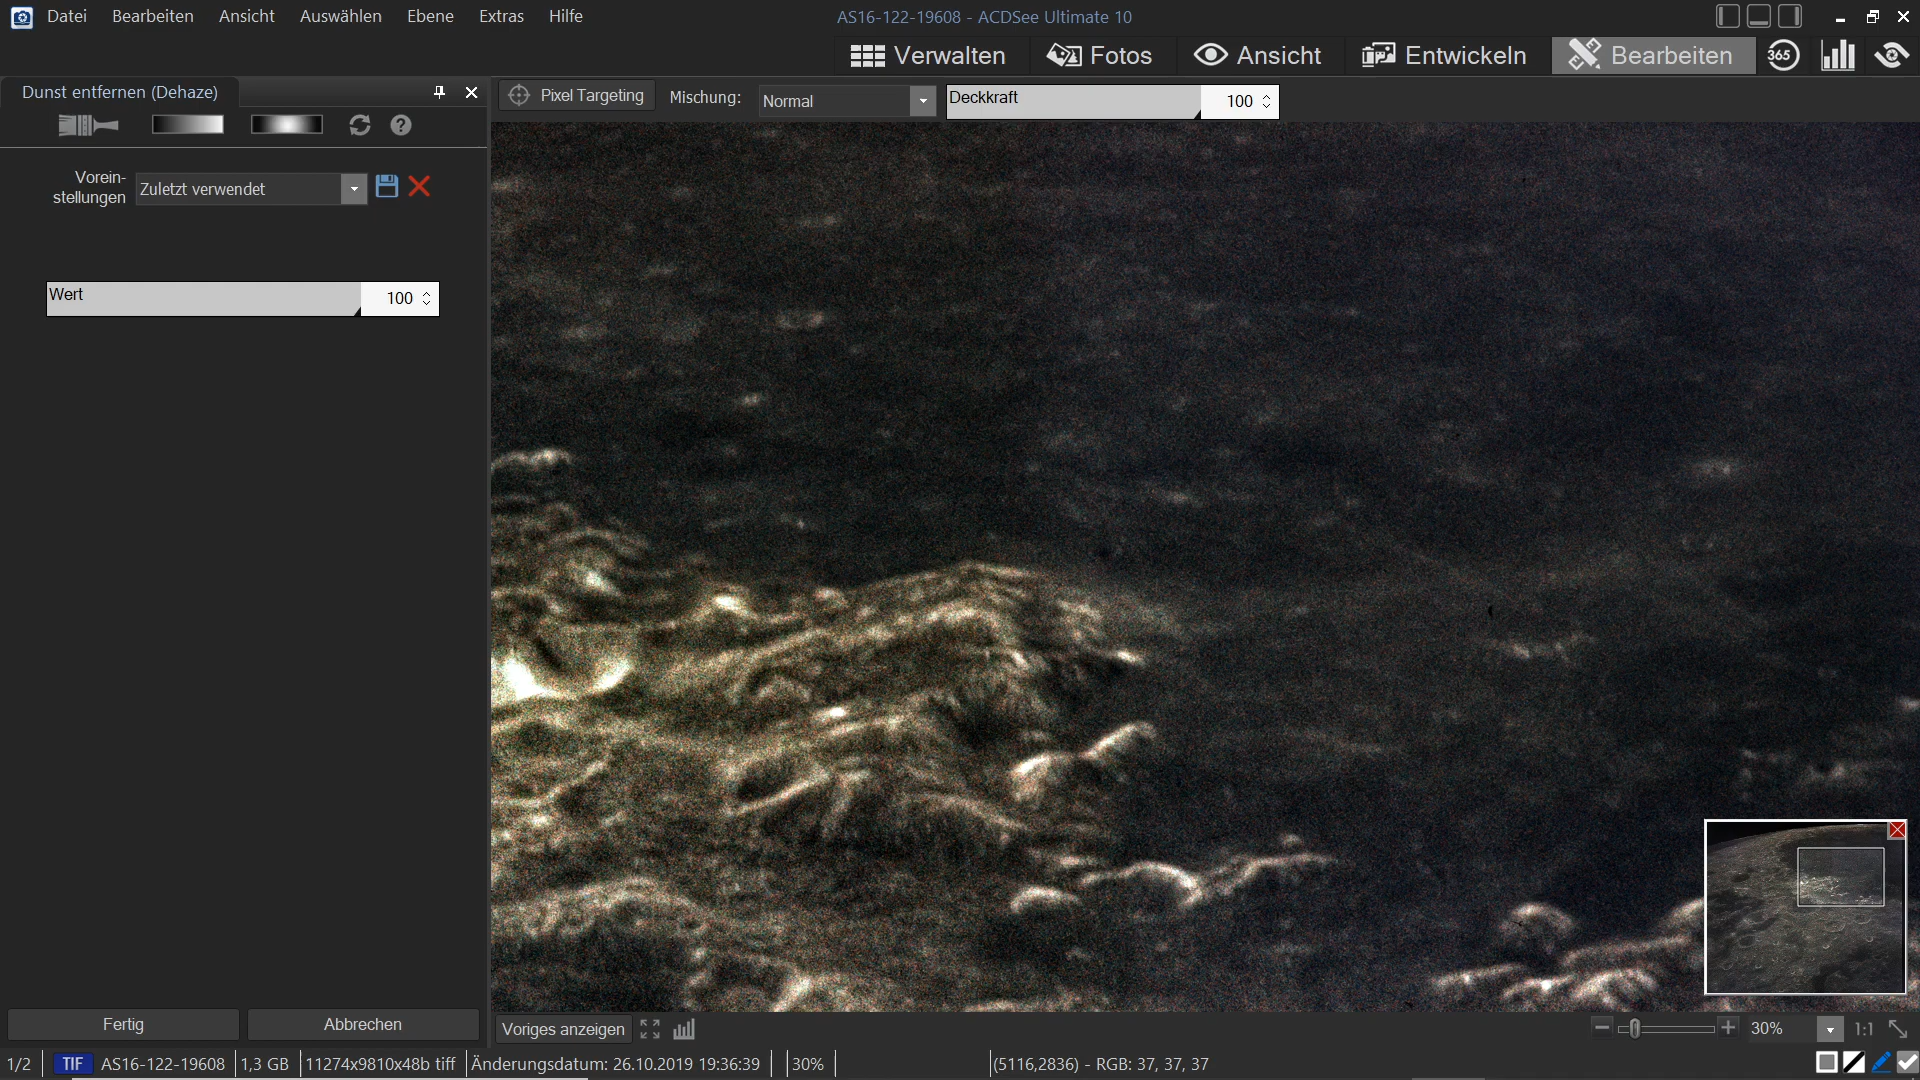 Datei Bearbeiten Ansicht Auswählen Ebene Extras Hilfe
AS16-122-19608 - ACDSee Ultimate 10
Verwalten Fotos Ansicht Entwickeln Bearbeiten 365
Dunst entfernen (Dehaze)
Pixel Targeting Mischung: Normal Deckkraft 100
Vorein-
stellungen
Zuletzt verwendet
Wert 100
Fertig Abbrechen
Voriges anzeigen
30% 1:1
1/2 TIF AS16-122-19608 1,3 GB 11274x9810x48b tiff Änderungsdatum: 26.10.2019 19:36:39 30% (5116,2836) - RGB: 37, 37, 37